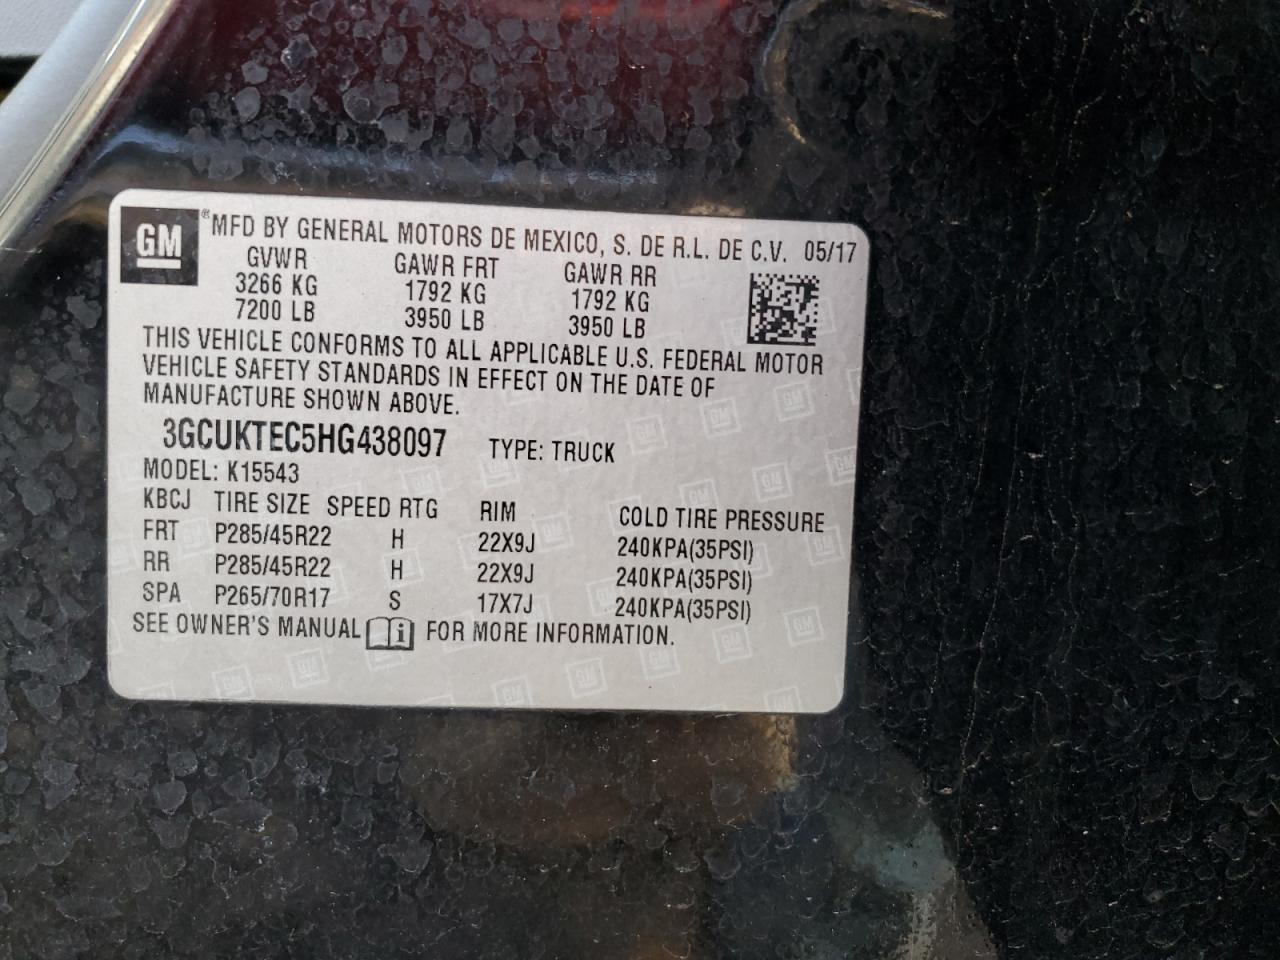 GM ® MFD BY GENERAL MOTORS DE MEXICO, S. DE R.L. DE C.V. 05/17
GVWR GAWR FRT GAWR RR
3266 KG 1792 KG 1792 KG
7200 LB 3950 LB 3950 LB
THIS VEHICLE CONFORMS TO ALL APPLICABLE U.S. FEDERAL MOTOR
VEHICLE SAFETY STANDARDS IN EFFECT ON THE DATE OF
MANUFACTURE SHOWN ABOVE.
3GCUKTEC5HG438097 TYPE: TRUCK
MODEL: K15543
KBCJ TIRE SIZE SPEED RTG RIM COLD TIRE PRESSURE
FRT P285/45R22 H 22X9J 240KPA(35PSI)
RR P285/45R22 H 22X9J 240KPA(35PSI)
SPA P265/70R17 S 17X7J 240KPA(35PSI)
SEE OWNER'S MANUAL FOR MORE INFORMATION.